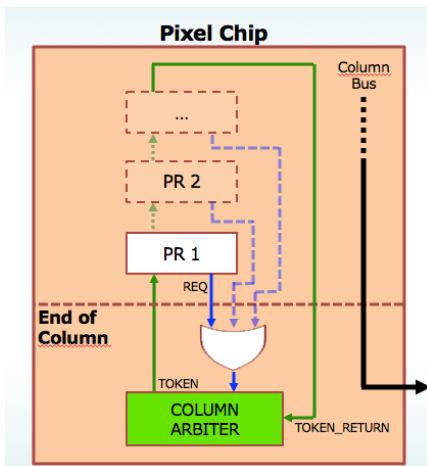 Pixel Chip
Column
Bus
...
PR 2
PR 1
REQ
End of
Column
TOKEN
COLUMN
ARBITER
TOKEN_RETURN